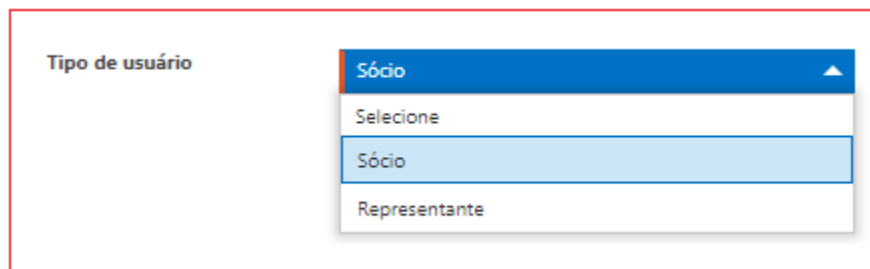 Tipo de usuário
Sócio
Selecione
Sócio
Representante